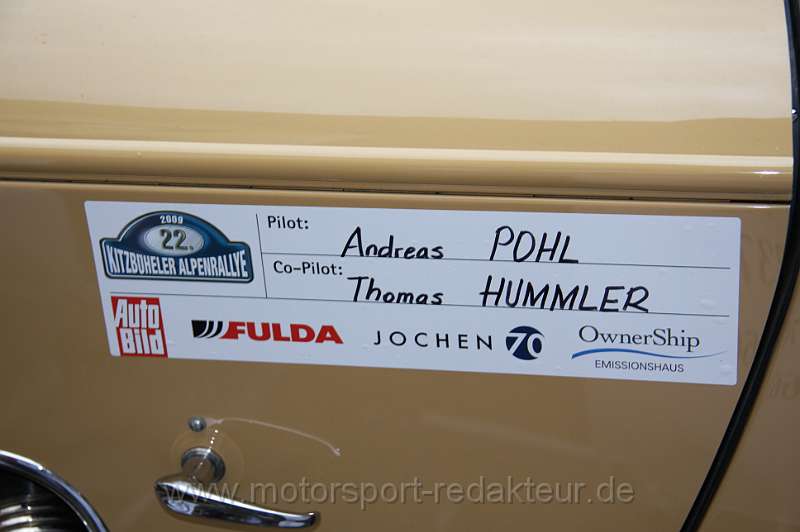 2009
22.
KITZBÜHELER ALPENRALLYE
Pilot: Andreas POHL
Co-Pilot: Thomas HUMMLER
Auto
Bild
FULDA
JOCHEN 70
OwnerShip
EMISSIONSHAUS
www.motorsport-redakteur.de